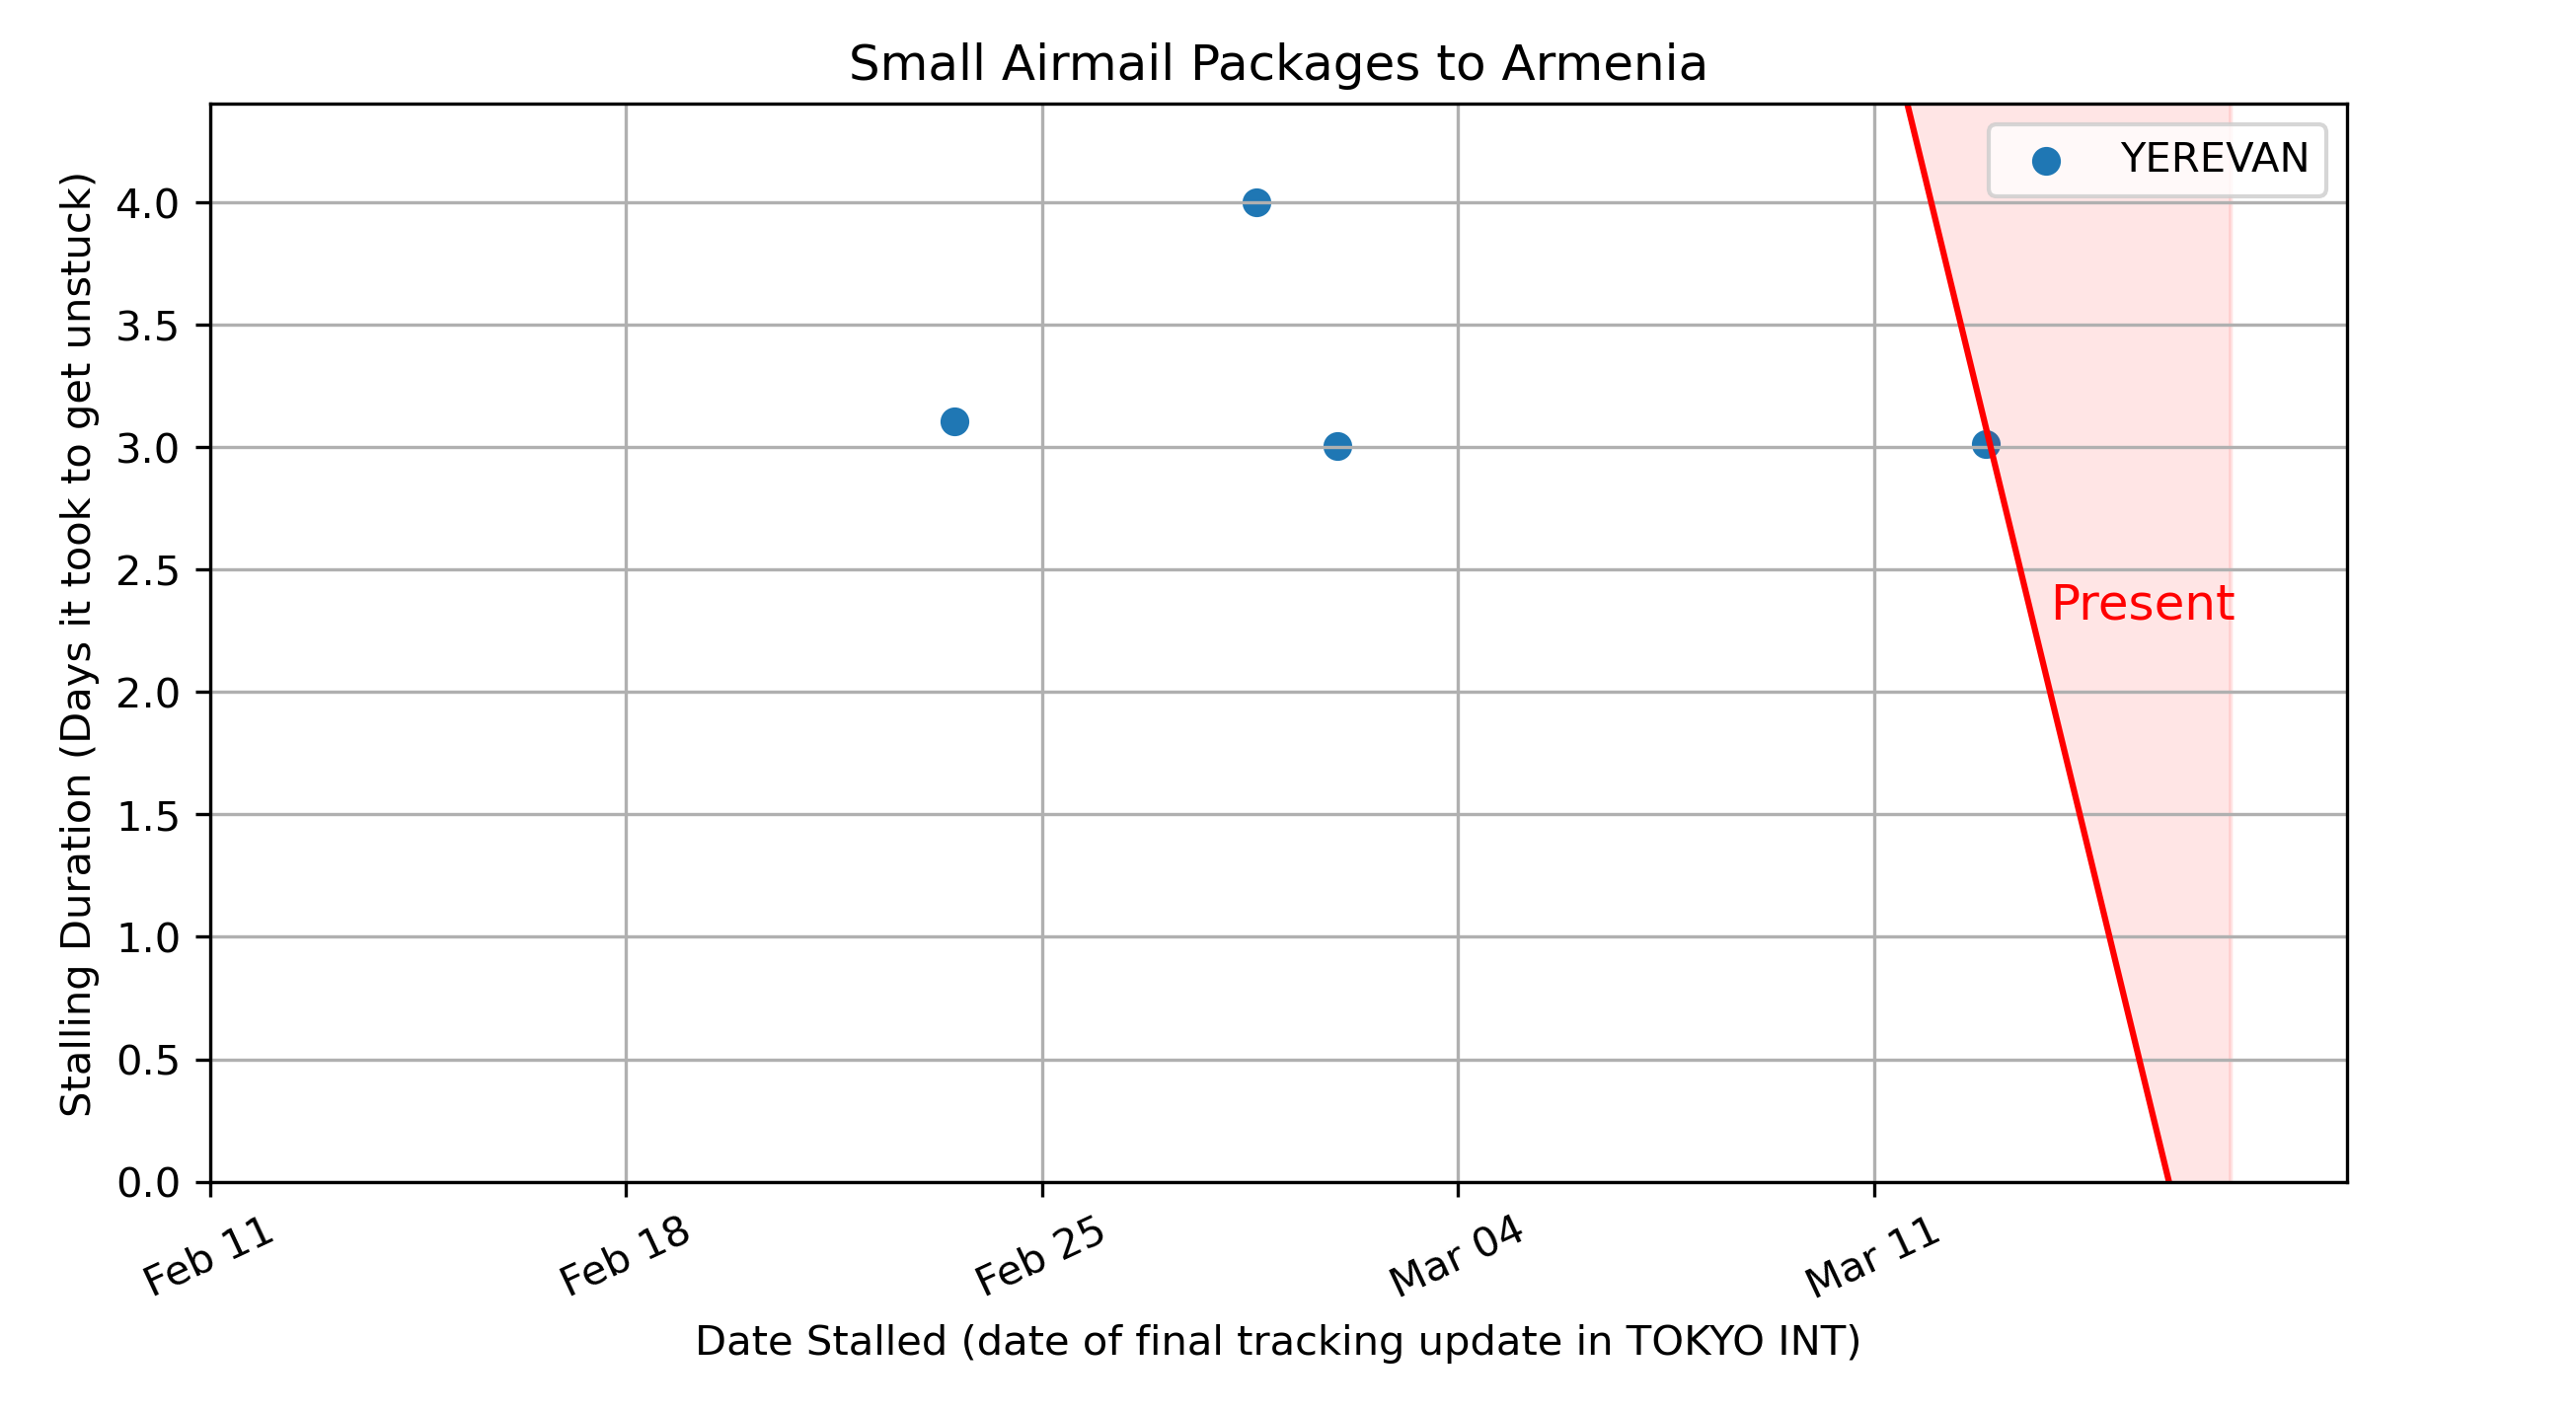 Small Airmail Packages to Armenia
YEREVAN
Stalling Duration (Days it took to get unstuck)
4.0
3.5
3.0
2.5
2.0
1.5
1.0
0.5
0.0
Present
Feb 11
Feb 18
Feb 25
Mar 04
Mar 11
Date Stalled (date of final tracking update in TOKYO INT)